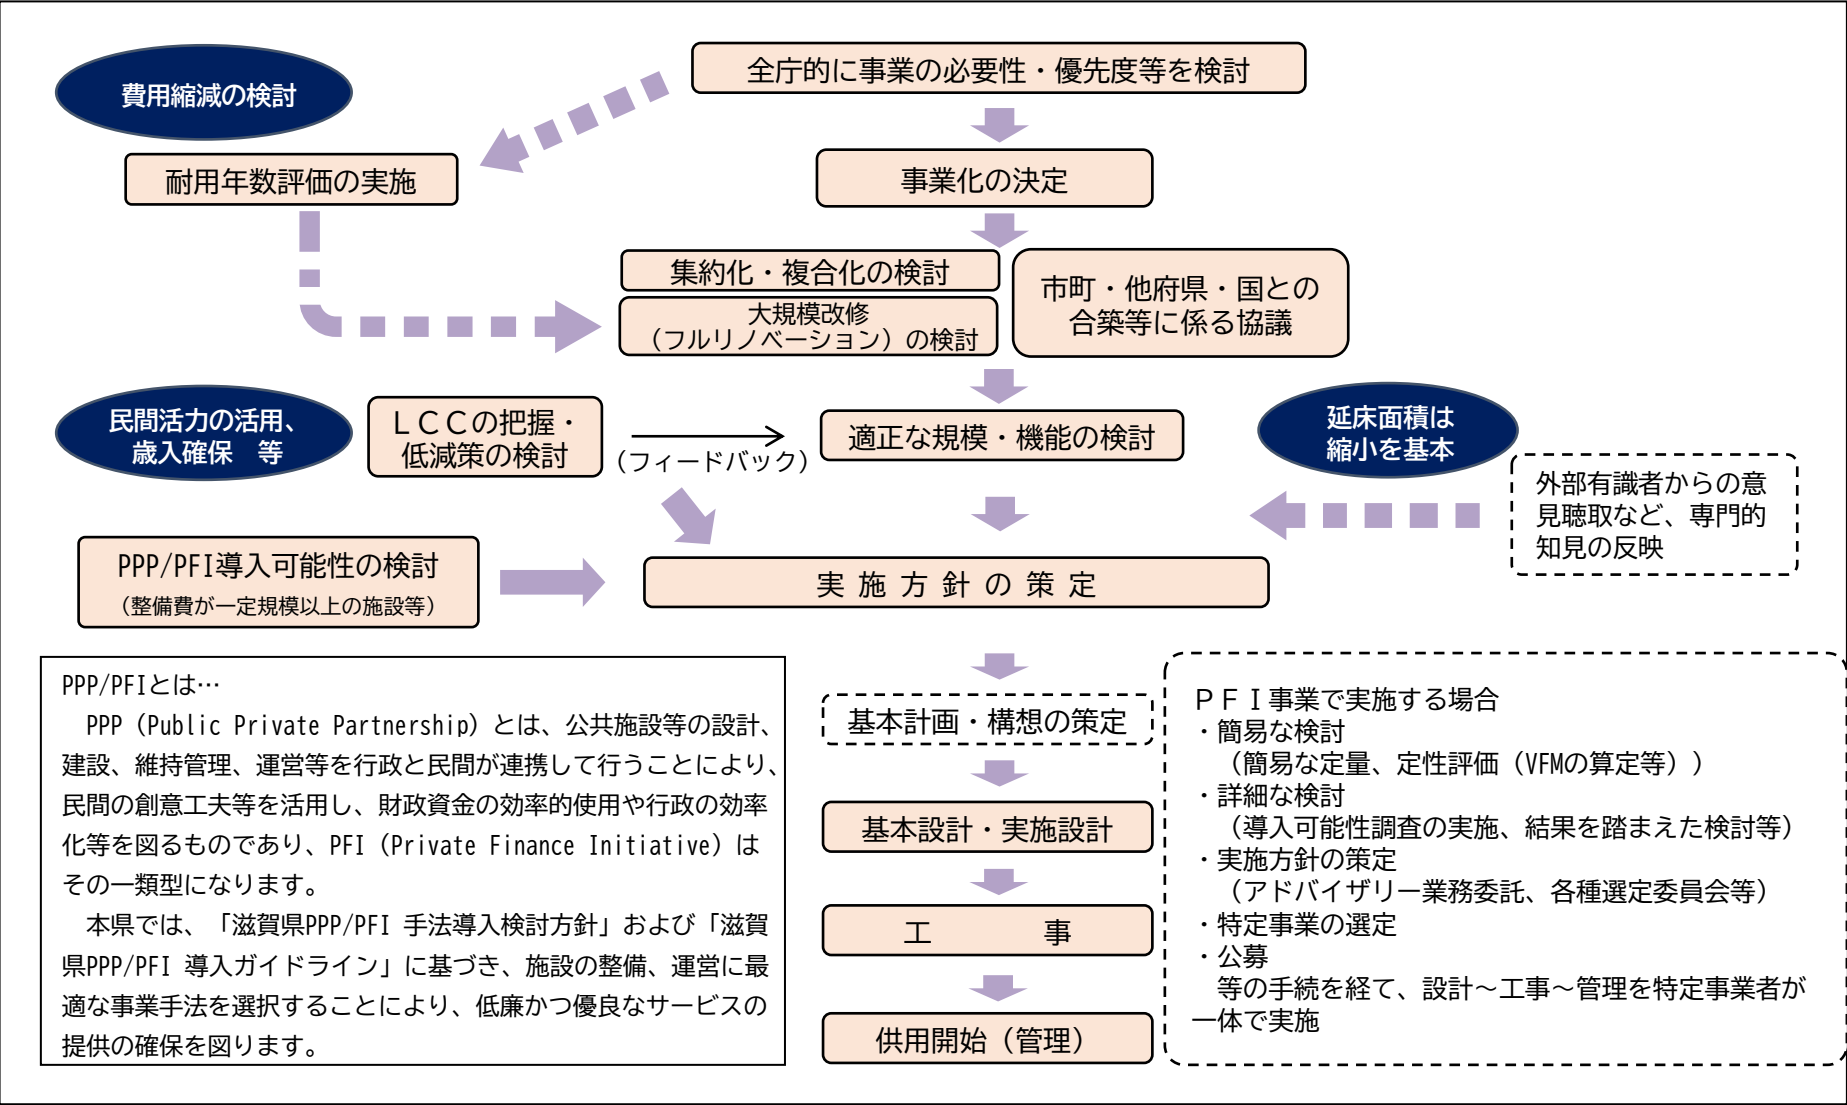 全庁的に事業の必要性・優先度等を検討
費用縮減の検討
耐用年数評価の実施
事業化の決定
集約化・複合化の検討
大規模改修
（フルリノベーション）の検討
市町・他府県・国との
合築等に係る協議
民間活力の活用、
歳入確保　等
ＬＣＣの把握・
低減策の検討
（フィードバック）
適正な規模・機能の検討
延床面積は
縮小を基本
外部有識者からの意
見聴取など、専門的
知見の反映
PPP/PFI導入可能性の検討
（整備費が一定規模以上の施設等）
実 施 方 針 の 策 定
PPP/PFIとは…
　PPP（Public Private Partnership）とは、公共施設等の設計、
建設、維持管理、運営等を行政と民間が連携して行うことにより、
民間の創意工夫等を活用し、財政資金の効率的使用や行政の効率
化等を図るものであり、PFI（Private Finance Initiative）は
その一類型になります。
　本県では、「滋賀県PPP/PFI 手法導入検討方針」および「滋賀
県PPP/PFI 導入ガイドライン」に基づき、施設の整備、運営に最
適な事業手法を選択することにより、低廉かつ優良なサービスの
提供の確保を図ります。
基本計画・構想の策定
基本設計・実施設計
工　　　　事
供用開始（管理）
ＰＦＩ事業で実施する場合
・簡易な検討
（簡易な定量、定性評価（VFMの算定等））
・詳細な検討
（導入可能性調査の実施、結果を踏まえた検討等）
・実施方針の策定
（アドバイザリー業務委託、各種選定委員会等）
・特定事業の選定
・公募
　等の手続を経て、設計～工事～管理を特定事業者が
一体で実施